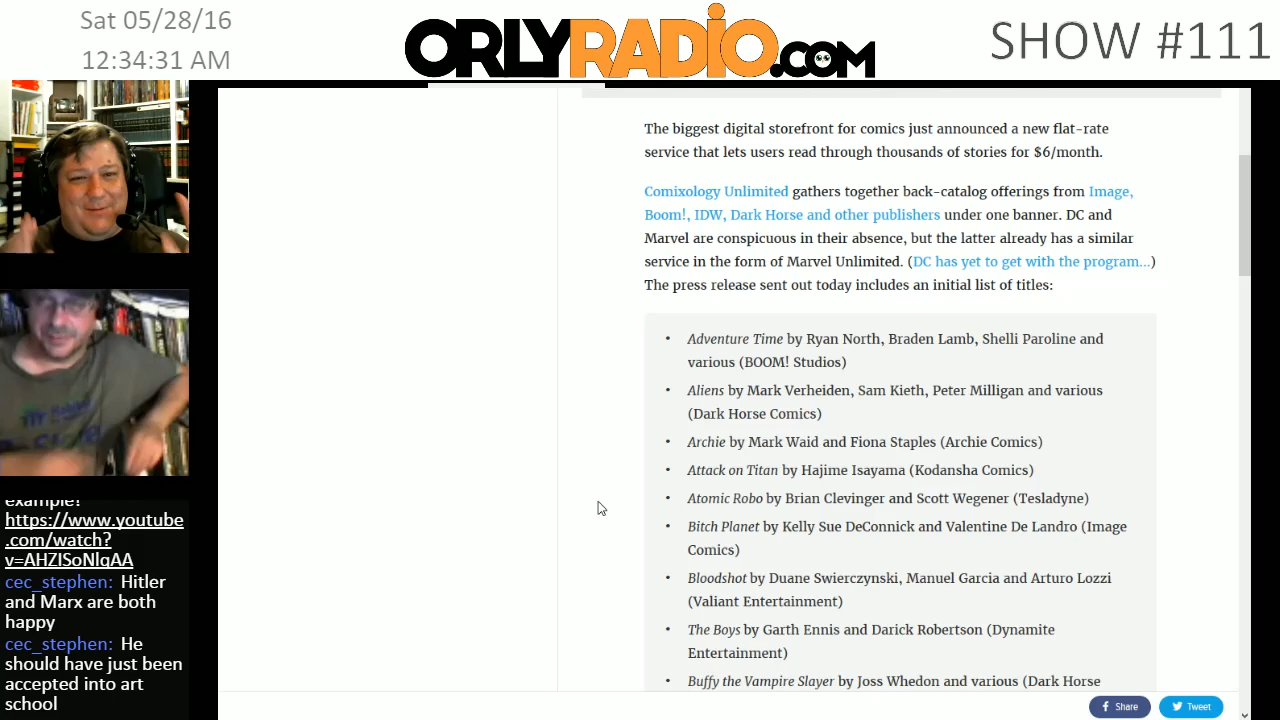 Sat 05/28/16
12:34:31 AM
ORLYRADIO.COM
SHOW #111
The biggest digital storefront for comics just announced a new flat-rate
service that lets users read through thousands of stories for $6/month.
Comixology Unlimited gathers together back-catalog offerings from Image,
Boom!, IDW, Dark Horse and other publishers under one banner. DC and
Marvel are conspicuous in their absence, but the latter already has a similar
service in the form of Marvel Unlimited. (DC has yet to get with the program...)
The press release sent out today includes an initial list of titles:
• Adventure Time by Ryan North, Braden Lamb, Shelli Paroline and
various (BOOM! Studios)
• Aliens by Mark Verheiden, Sam Kieth, Peter Milligan and various
(Dark Horse Comics)
• Archie by Mark Waid and Fiona Staples (Archie Comics)
• Attack on Titan by Hajime Isayama (Kodansha Comics)
• Atomic Robo by Brian Clevinger and Scott Wegener (Tesladyne)
• Bitch Planet by Kelly Sue DeConnick and Valentine De Landro (Image
Comics)
• Bloodshot by Duane Swierczynski, Manuel Garcia and Arturo Lozzi
(Valiant Entertainment)
• The Boys by Garth Ennis and Darick Robertson (Dynamite
Entertainment)
• Buffy the Vampire Slayer by Joss Whedon and various (Dark Horse
Share
Tweet
example!
https://www.youtube
.com/watch?
v=AHZISoNlqAA
cec_stephen: Hitler
and Marx are both
happy
cec_stephen: He
should have just been
accepted into art
school